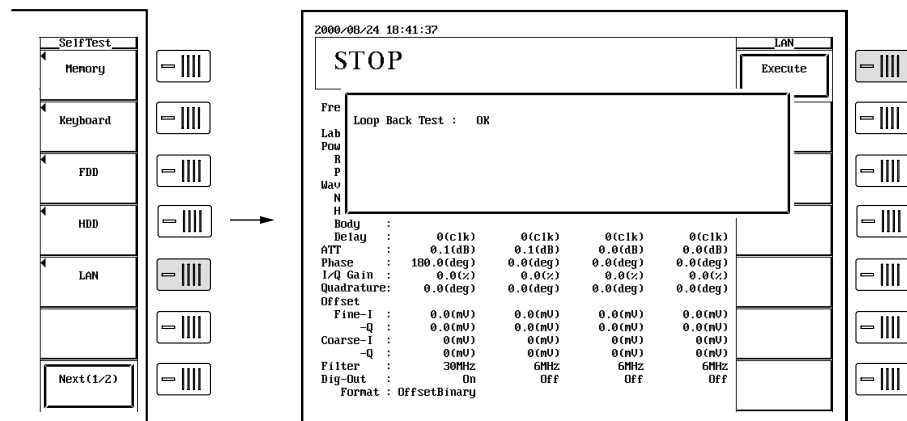 SelfTest
Memory
Keyboard
FDD
HDD
LAN
Next(1/2)
2000/08/24 18:41:37
STOP
LAN
Execute
Fre
Loop Back Test : OK
Lab
Pow
R
P
Wav
N
H
Body :
Delay : 0(clk) 0(clk) 0(clk) 0(clk)
ATT : 0.1(dB) 0.1(dB) 0.0(dB) 0.0(dB)
Phase : 180.0(deg) 0.0(deg) 0.0(deg) 0.0(deg)
I/Q Gain : 0.0(%) 0.0(%) 0.0(%) 0.0(%)
Quadrature: 0.0(deg) 0.0(deg) 0.0(deg) 0.0(deg)
Offset
Fine-I : 0.0(mV) 0.0(mV) 0.0(mV) 0.0(mV)
-Q : 0.0(mV) 0.0(mV) 0.0(mV) 0.0(mV)
Coarse-I : 0(mV) 0(mV) 0(mV) 0(mV)
-Q : 0(mV) 0(mV) 0(mV) 0(mV)
Filter : 30MHz 6MHz 6MHz 6MHz
Dig-Out : On Off Off Off
Format : OffsetBinary